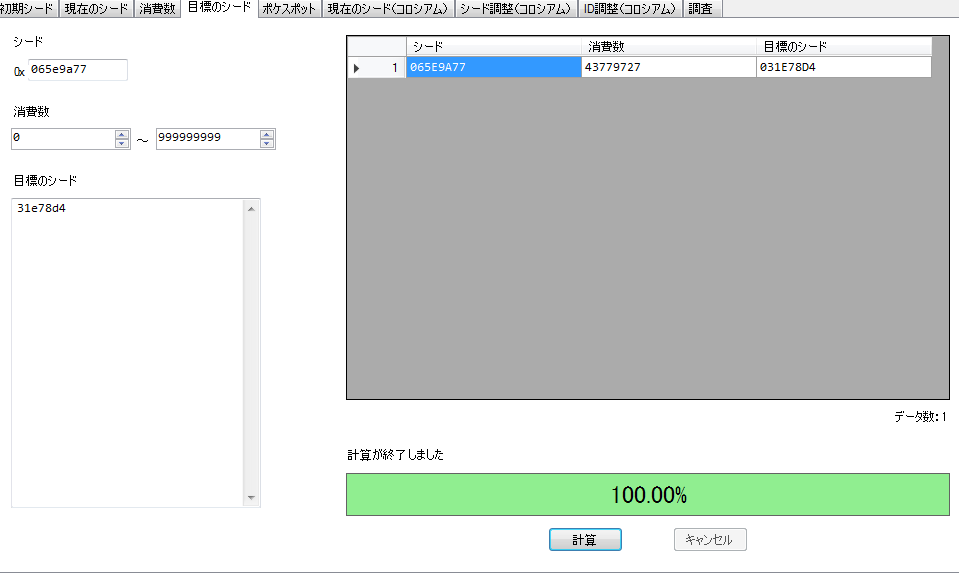 初期シード 現在のシード 消費数 目標のシード ポケスポット 現在のシード(コロシアム) シード調整(コロシアム) ID調整(コロシアム) 調査
シード
0x 065e9a77
消費数
0 ～ 999999999
目標のシード
31e78d4
シード 消費数 目標のシード
1 065E9A77 43779727 031E78D4
データ数:1
計算が終了しました
100.00%
計算 キャンセル